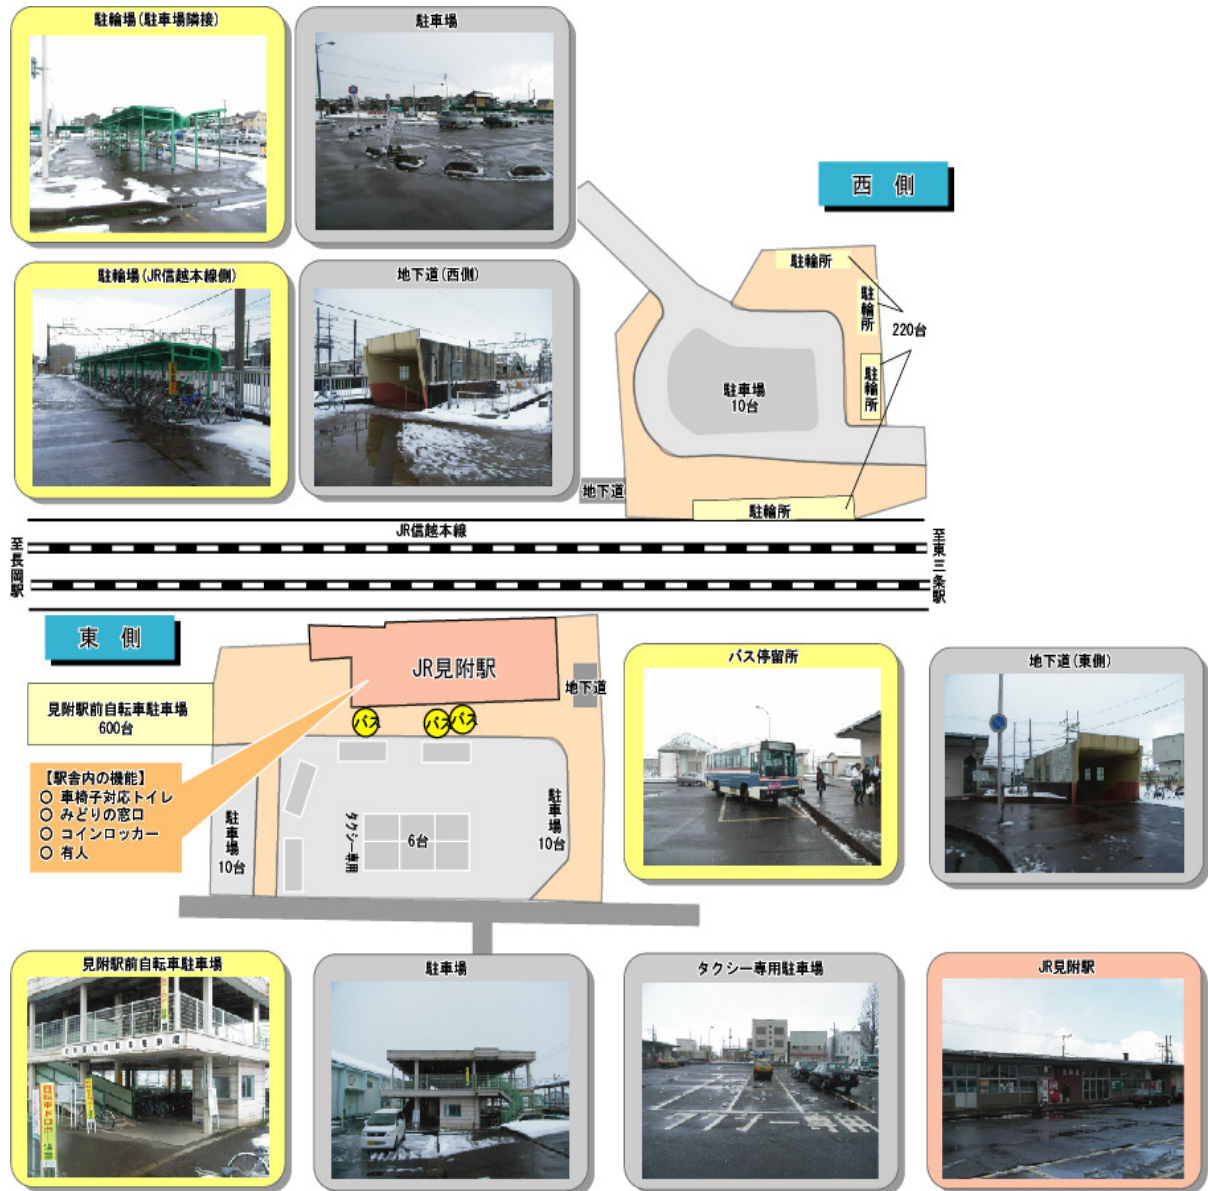 駐輪場(駐車場隣接)
駐車場
西 側
駐輪場(JR信越本線側)
地下道(西側)
駐輪所
駐輪所
220台
駐輪所
駐車場
10台
地下道
駐輪所
JR信越本線
至長岡駅
至東三条駅
東 側
JR見附駅
地下道
バス停留所
地下道(東側)
見附駅前自転車駐車場
600台
バス
バス
バス
【駅舎内の機能】
○ 車椅子対応トイレ
○ みどりの窓口
○ コインロッカー
○ 有人
駐車場
10台
タクシー専用
6台
駐車場
10台
見附駅前自転車駐車場
駐車場
タクシー専用駐車場
JR見附駅
タクシー専用